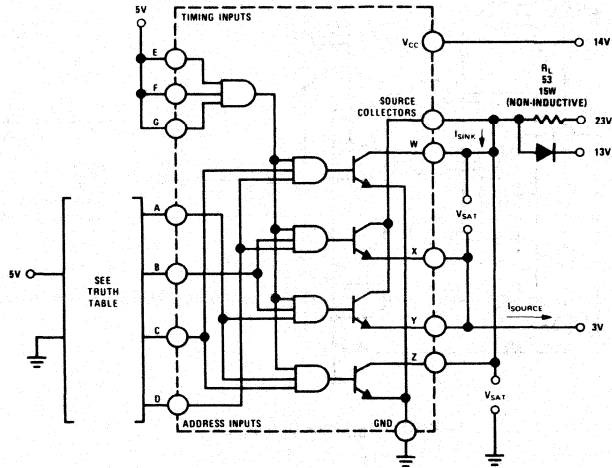 5V
TIMING INPUTS
E
F
G
VCC
14V
RL
53
15W
(NON-INDUCTIVE)
SOURCE
COLLECTORS
23V
ISINK
W
13V
A
VSAT
B
X
5V
SEE
TRUTH
TABLE
ISOURCE
C
Y
3V
Z
D
VSAT
ADDRESS INPUTS
GND